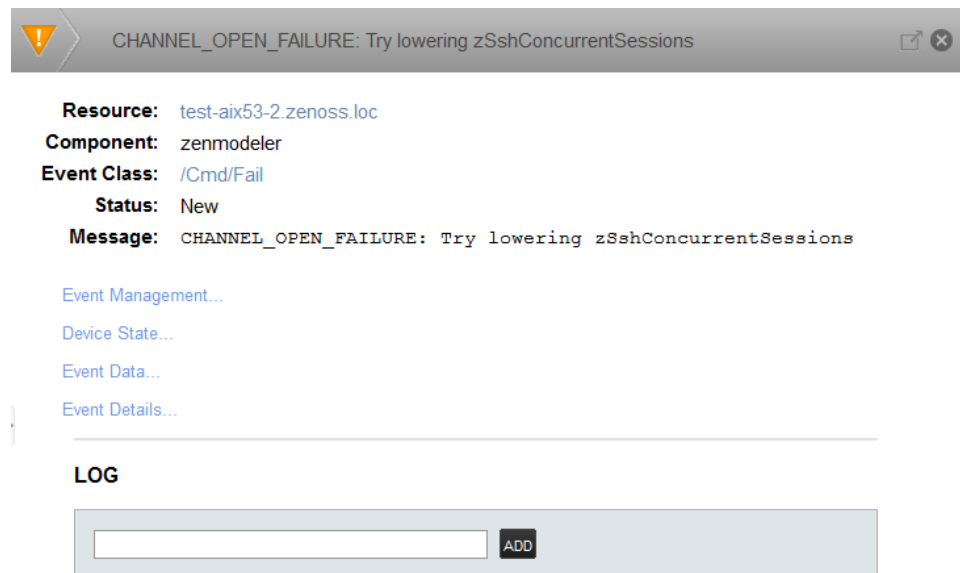 CHANNEL_OPEN_FAILURE: Try lowering zSshConcurrentSessions
Resource: test-aix53-2.zenoss.loc
Component: zenmodeler
Event Class: /Cmd/Fail
Status: New
Message: CHANNEL_OPEN_FAILURE: Try lowering zSshConcurrentSessions
Event Management...
Device State...
Event Data...
Event Details...
LOG
ADD